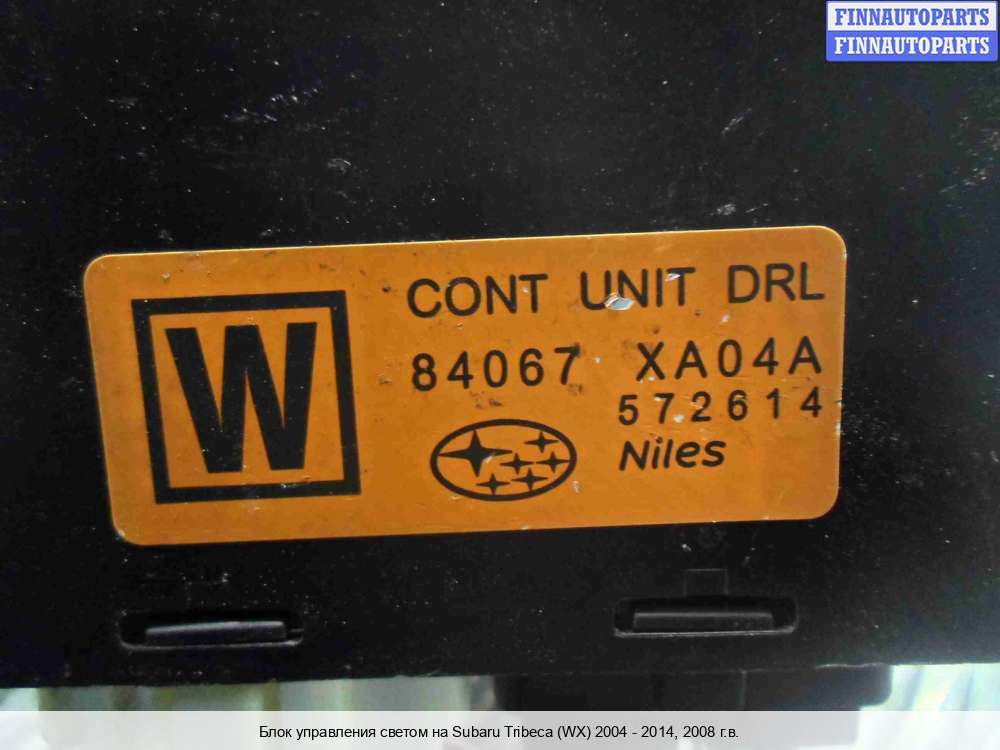 FINNAUTOPARTS
FINNAUTOPARTS
W
CONT UNIT DRL
84067 XA04A
572614
Niles
Блок управления светом на Subaru Tribeca (WX) 2004 - 2014, 2008 г.в.